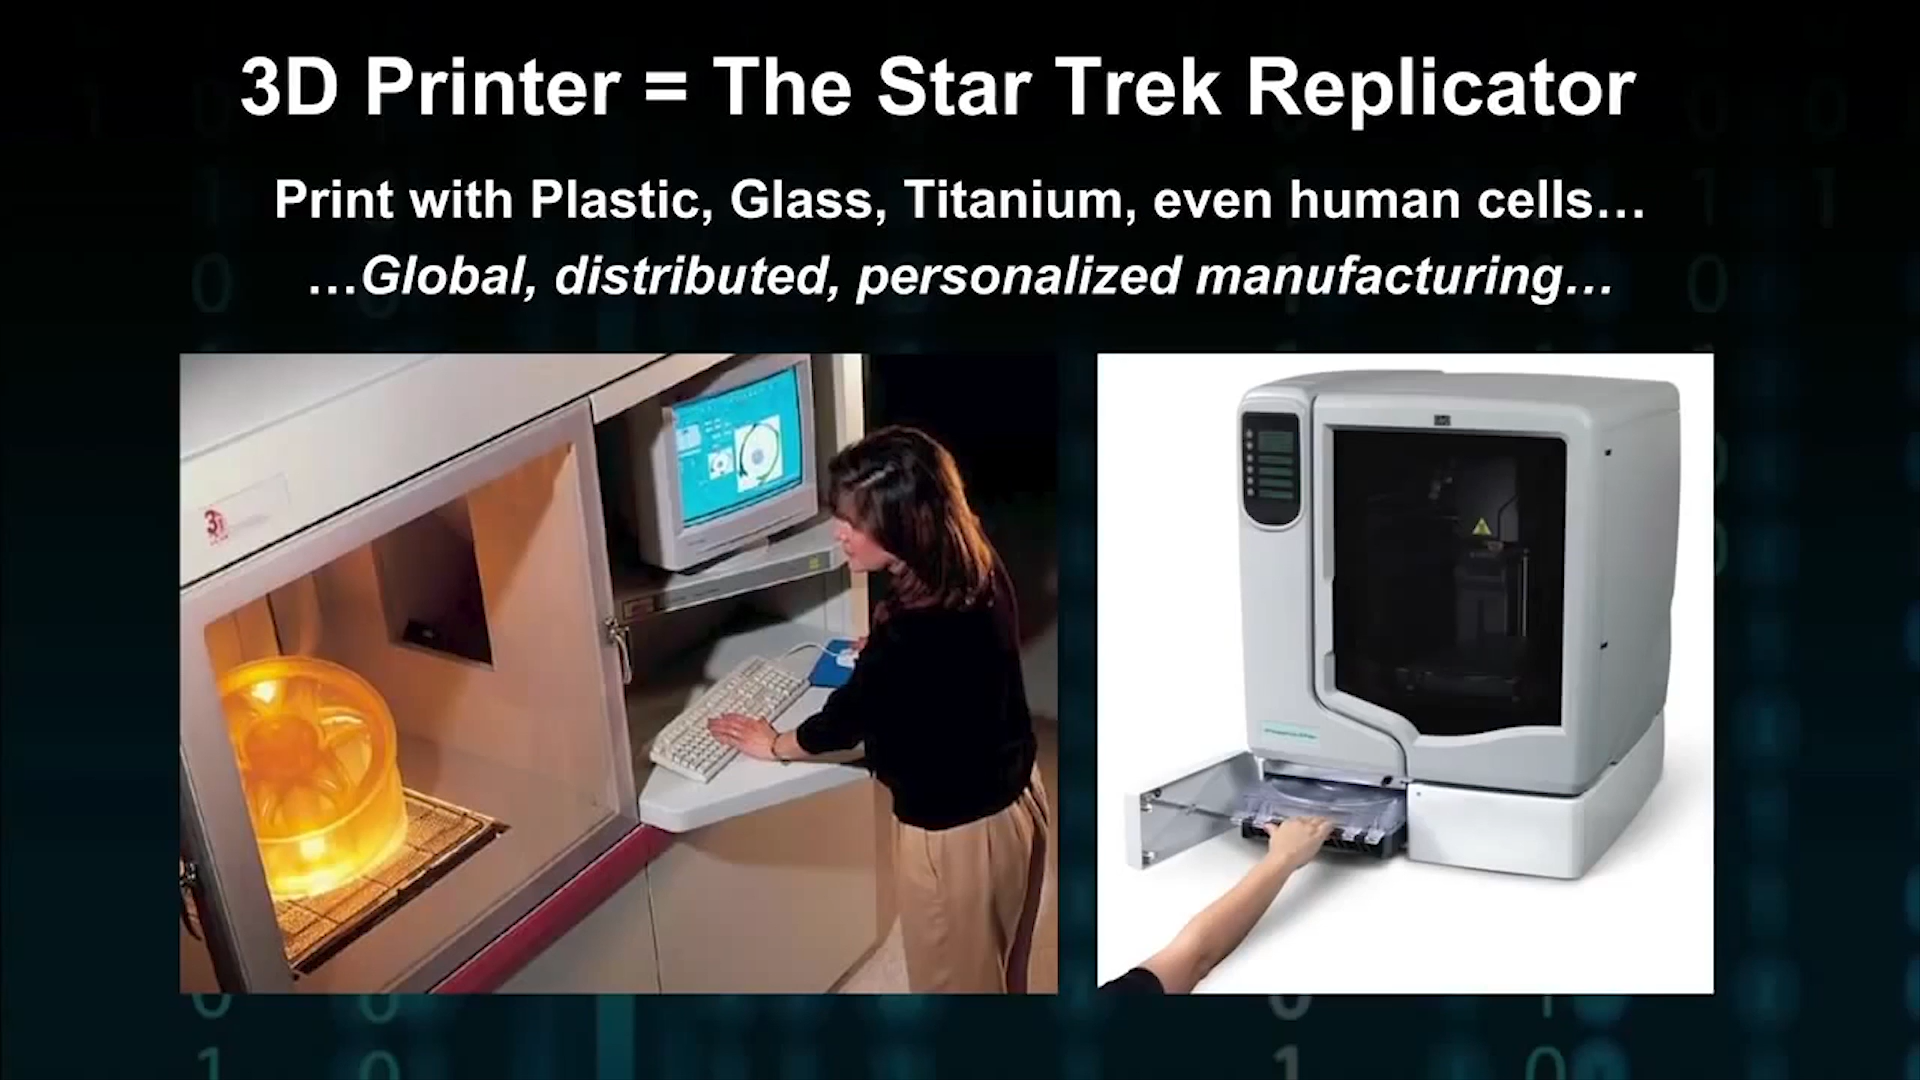 3D Printer = The Star Trek Replicator
Print with Plastic, Glass, Titanium, even human cells…
…Global, distributed, personalized manufacturing…